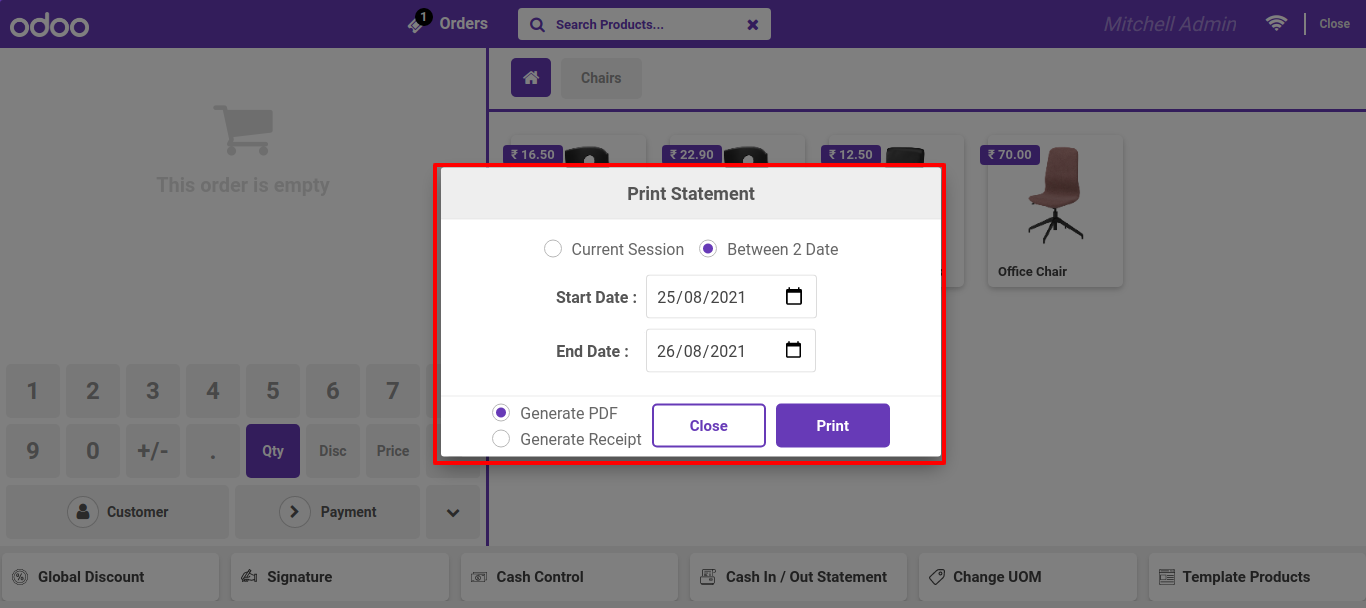 odoo
1 Orders
Search Products...
Mitchell Admin
Close
Chairs
This order is empty
₹ 16.50
₹ 22.90
₹ 12.50
₹ 70.00
Office Chair
Print Statement
Current Session
Between 2 Date
Start Date : 25/08/2021
End Date : 26/08/2021
Generate PDF
Generate Receipt
Close
Print
1 2 3 4 5 6 7
9 0 +/- . Qty Disc Price
Customer
Payment
Global Discount
Signature
Cash Control
Cash In / Out Statement
Change UOM
Template Products